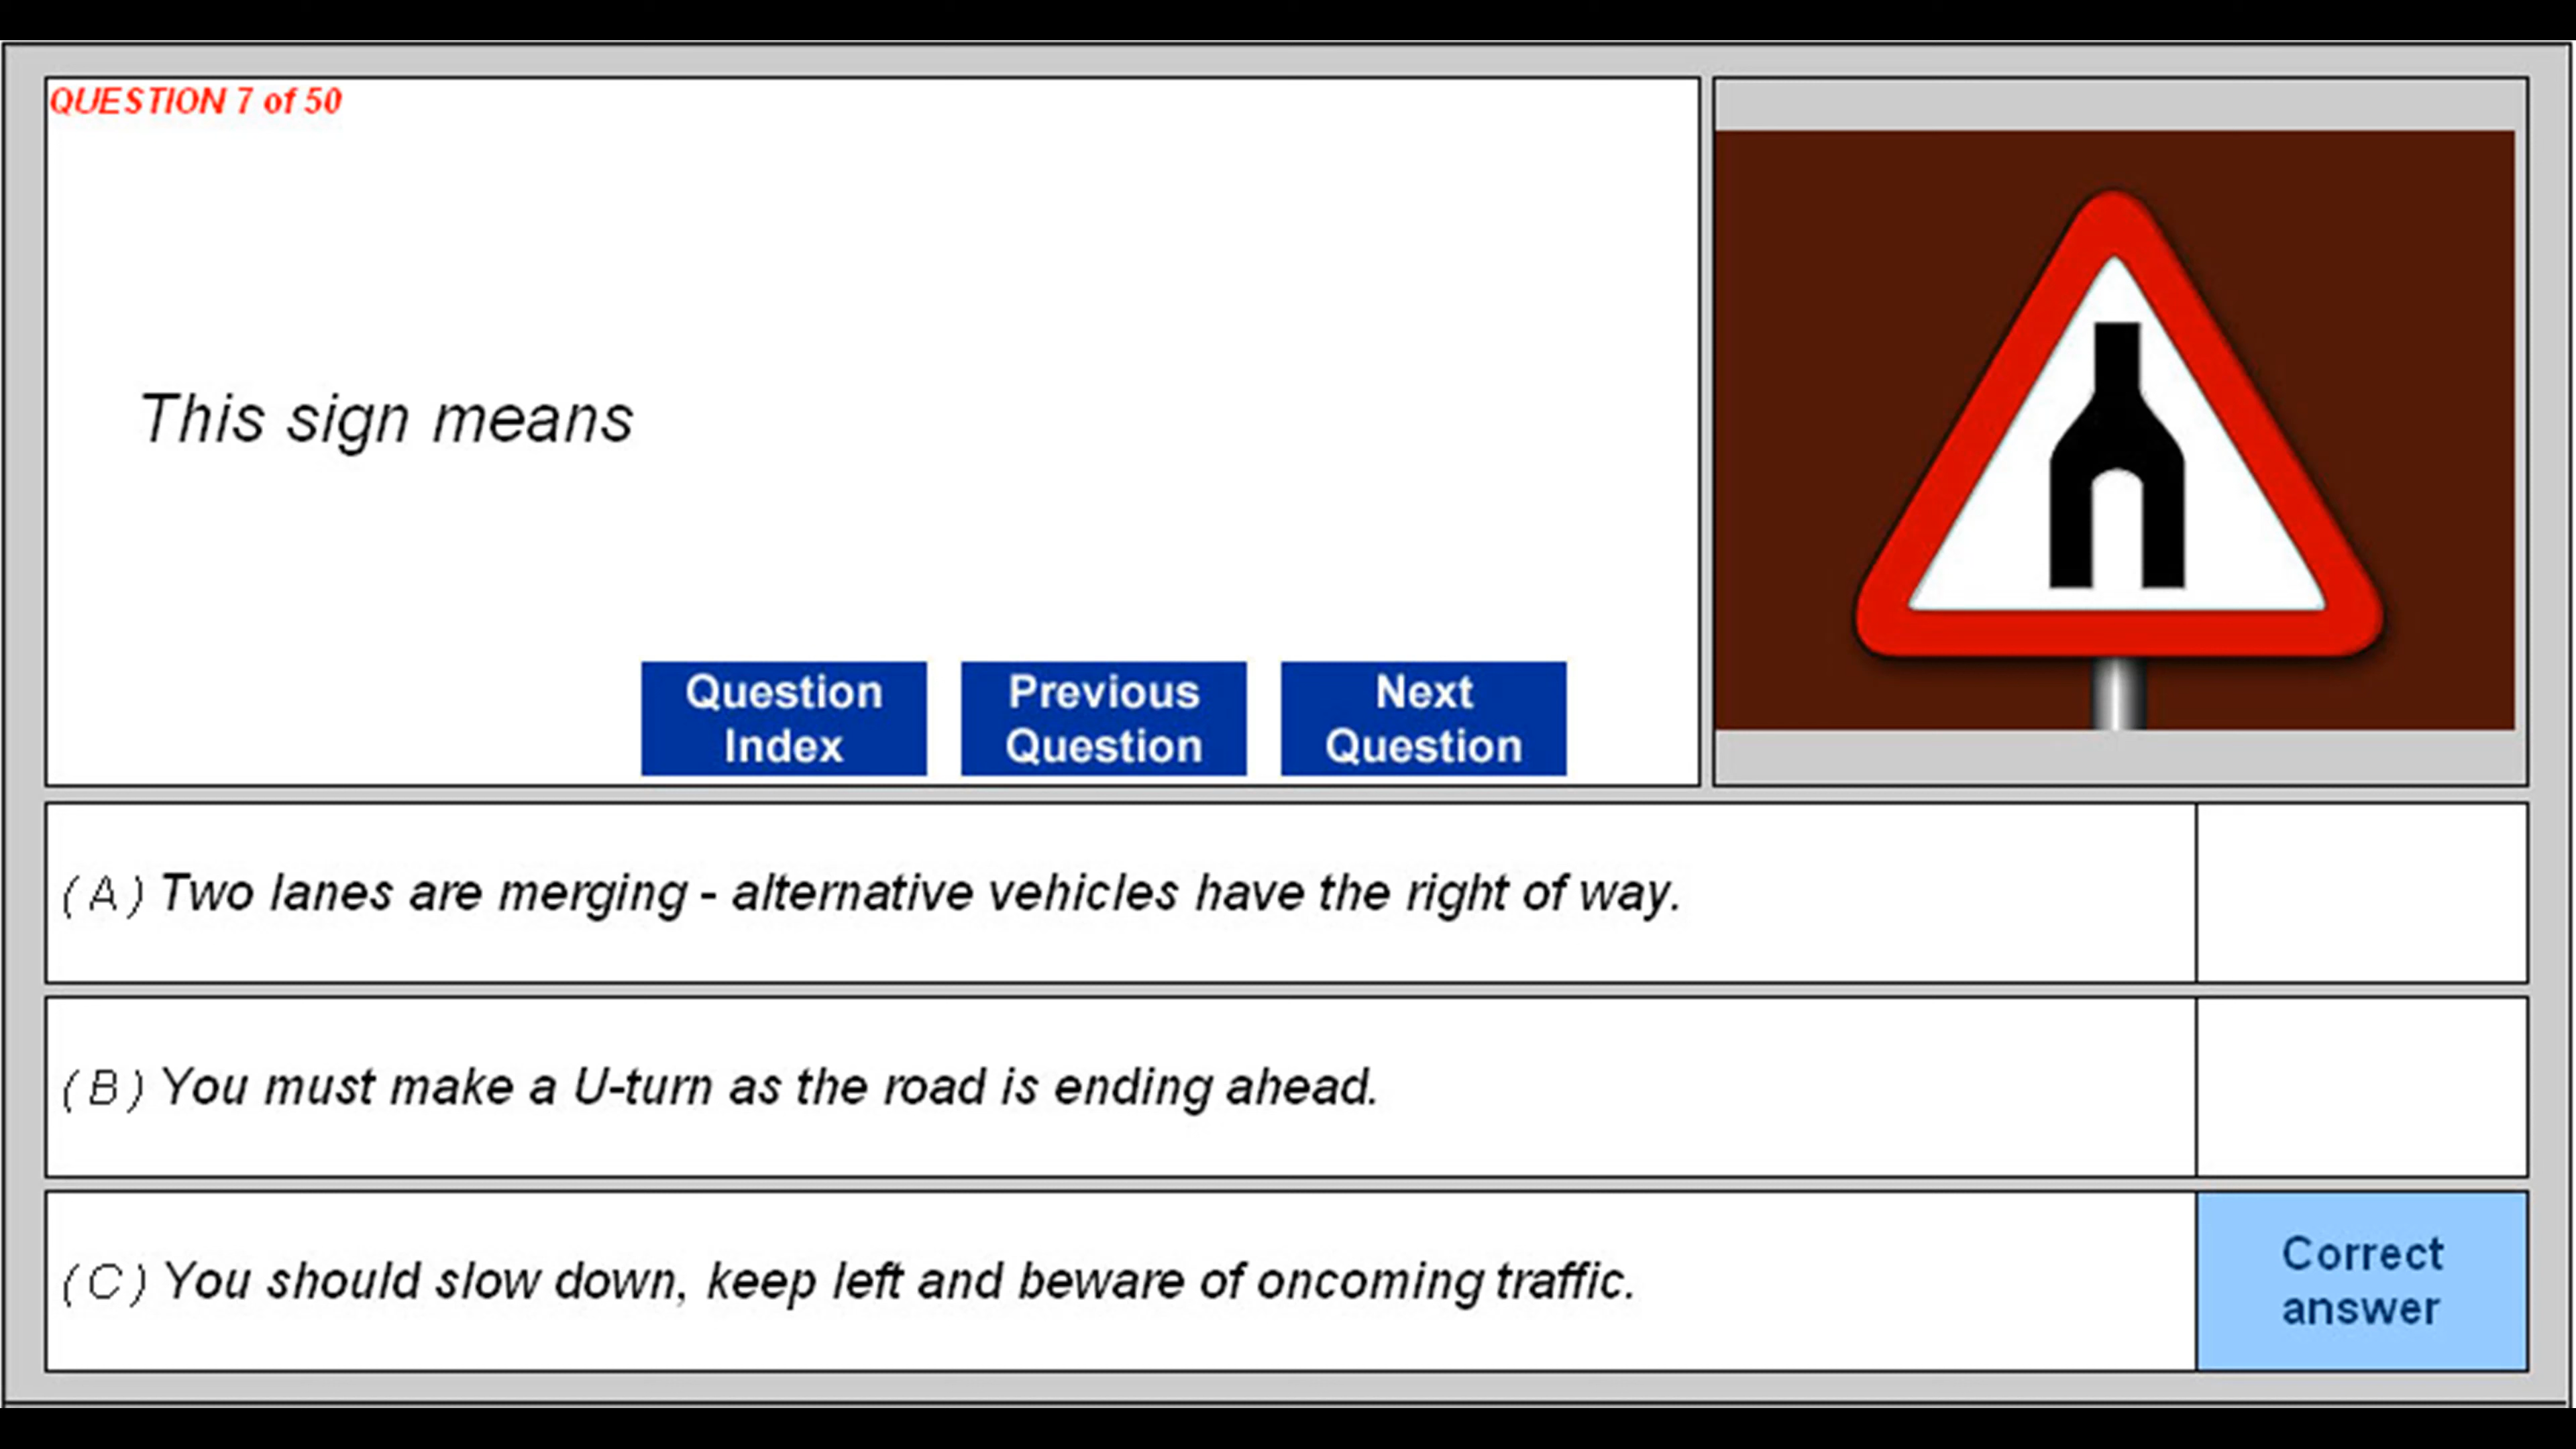 QUESTION 7 of 50
This sign means
Question
Index
Previous
Question
Next
Question
(A) Two lanes are merging - alternative vehicles have the right of way.
(B) You must make a U-turn as the road is ending ahead.
(C) You should slow down, keep left and beware of oncoming traffic.
Correct
answer